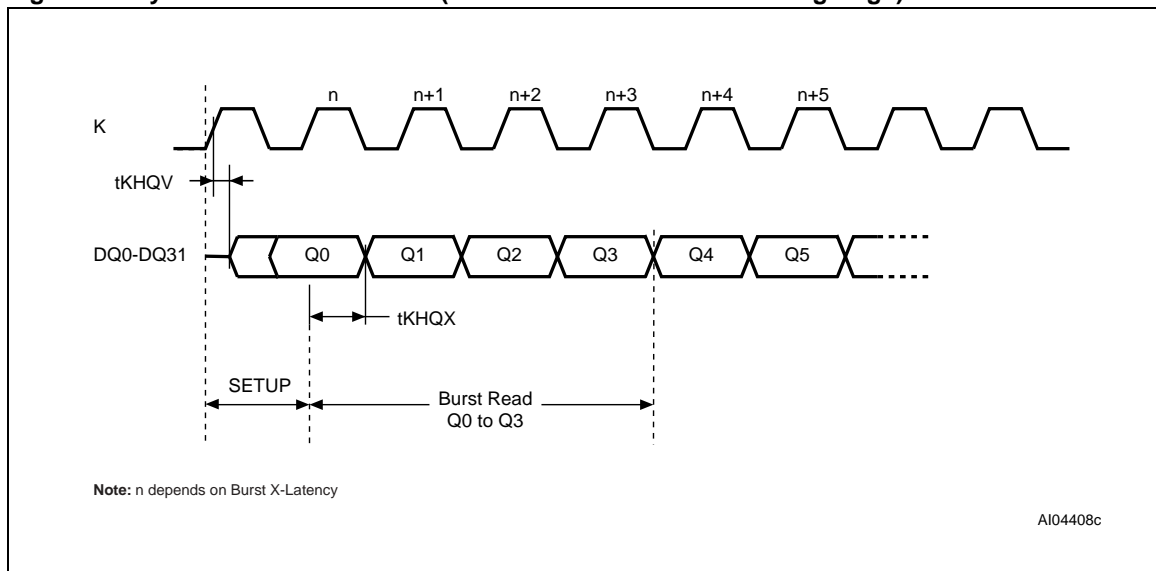 n n+1 n+2 n+3 n+4 n+5
K
tKHQV
DQ0-DQ31 Q0 Q1 Q2 Q3 Q4 Q5
tKHQX
SETUP
Burst Read
Q0 to Q3
Note: n depends on Burst X-Latency
AI04408c